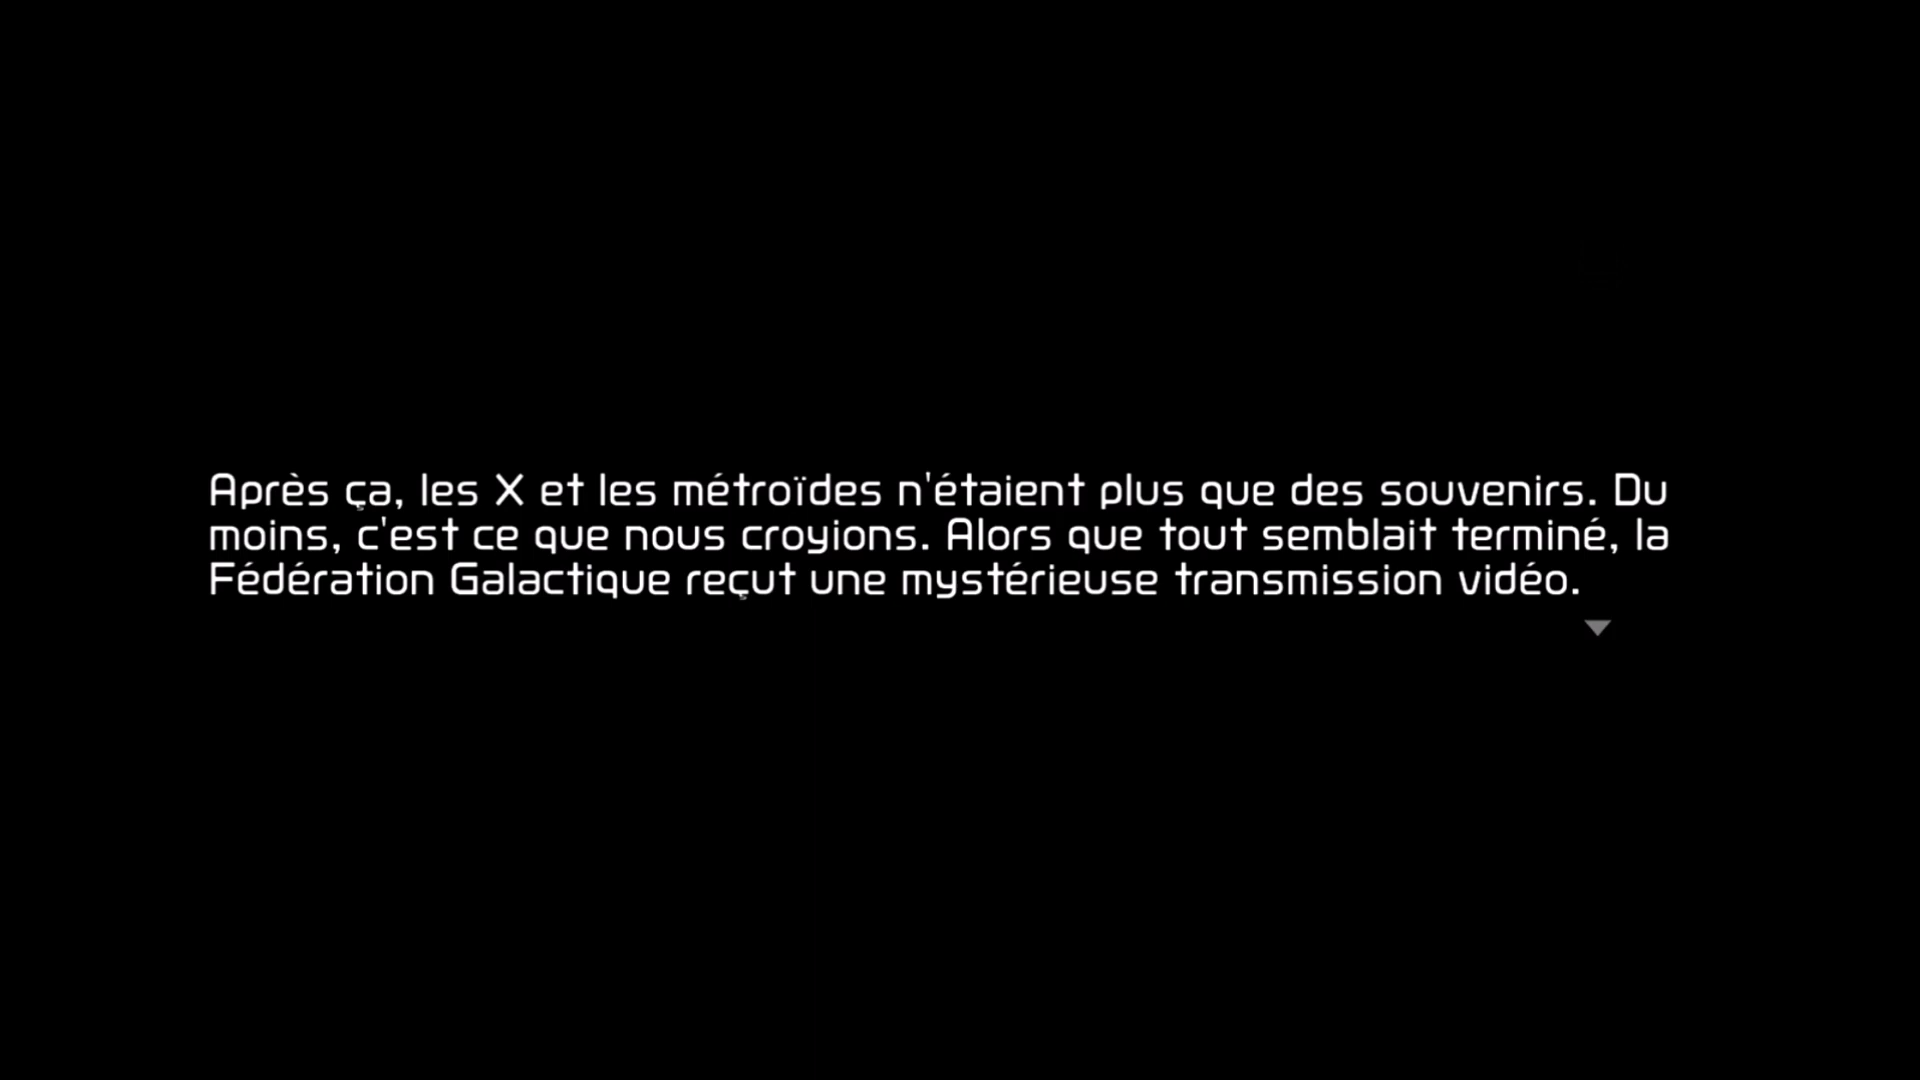 Après ça, les X et les métroïdes n'étaient plus que des souvenirs. Du
moins, c'est ce que nous croyions. Alors que tout semblait terminé, la
Fédération Galactique reçut une mystérieuse transmission vidéo.